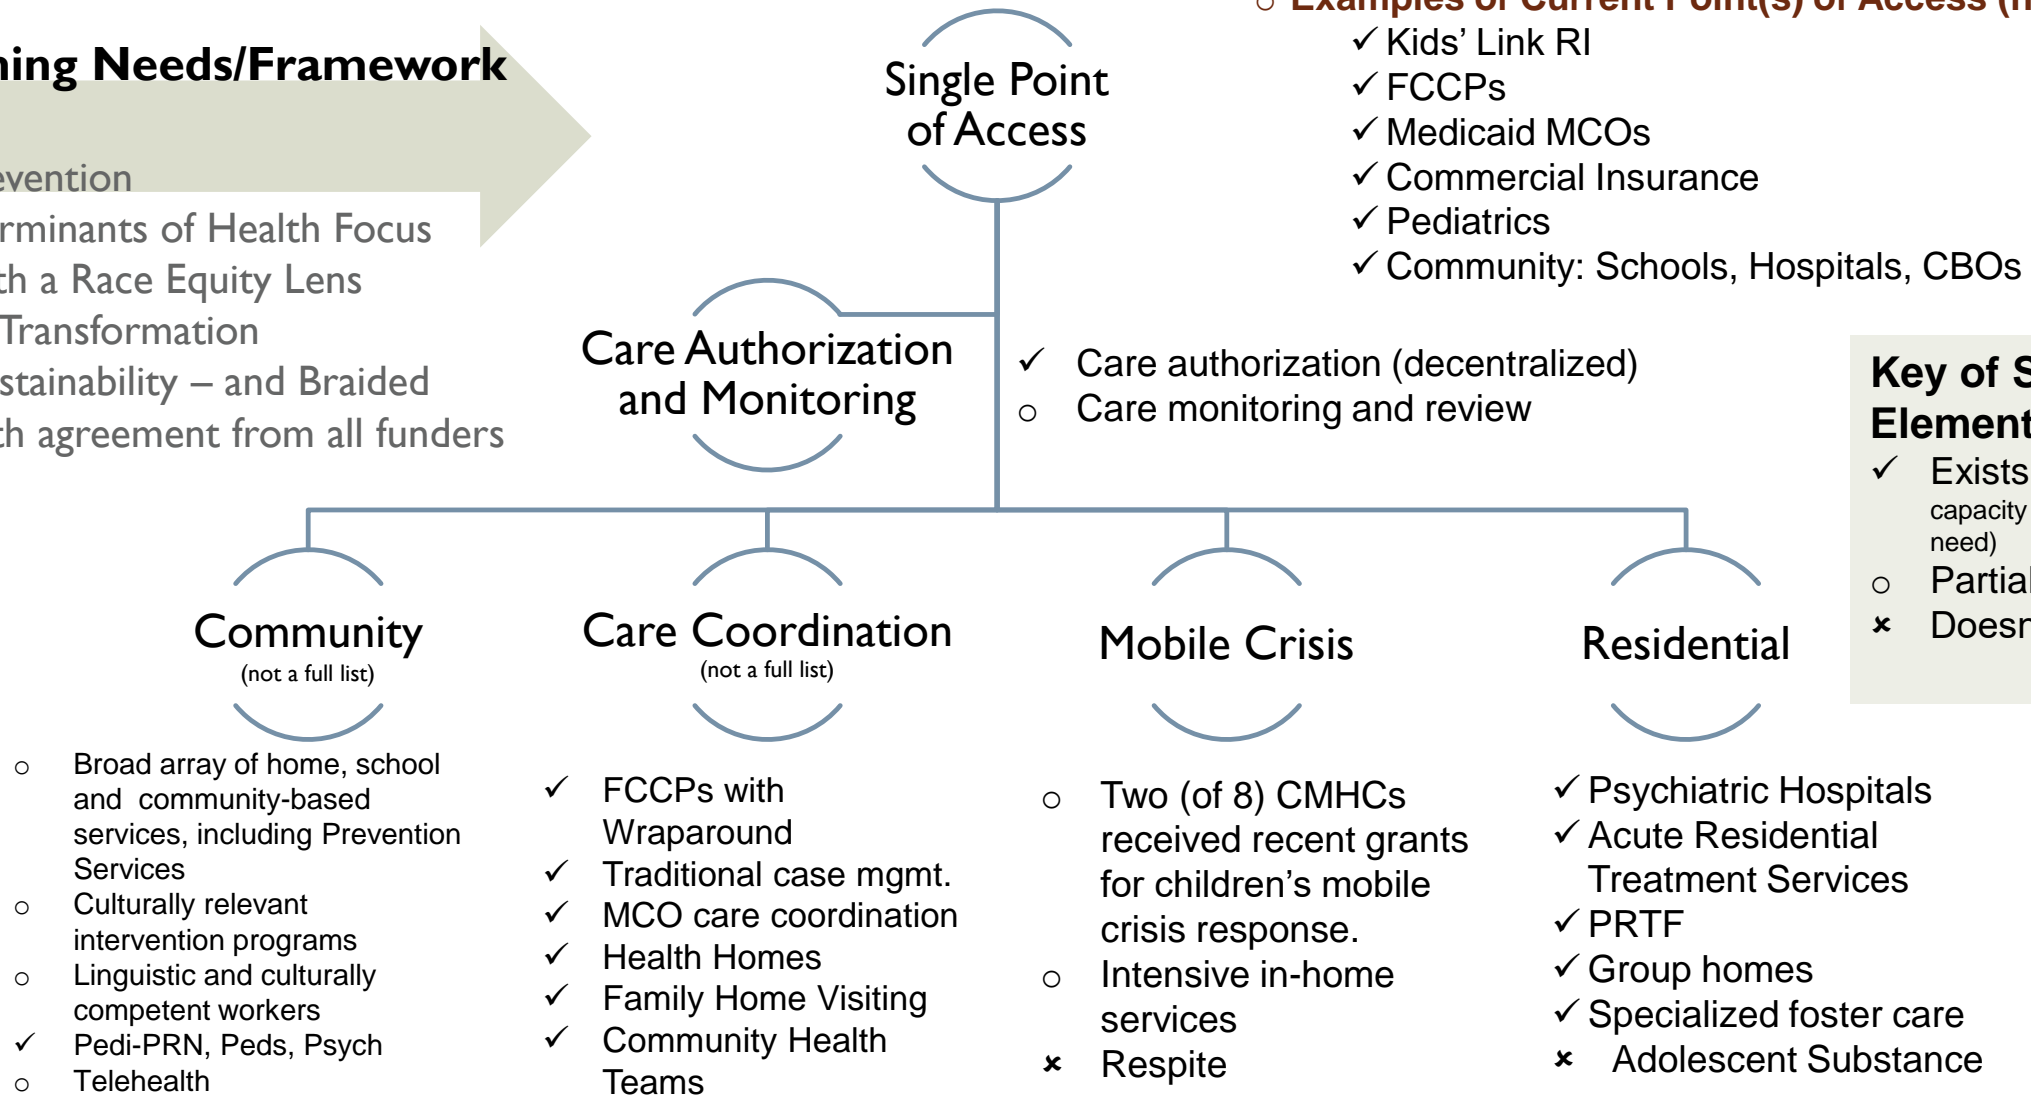 ning Needs/Framework
evention
rminants of Health Focus
th a Race Equity Lens
Transformation
stainability – and Braided
th agreement from all funders
Single Point
of Access
○ Examples of Current Point(s) of Access (n
✓ Kids' Link RI
✓ FCCPs
✓ Medicaid MCOs
✓ Commercial Insurance
✓ Pediatrics
✓ Community: Schools, Hospitals, CBOs
Care Authorization
and Monitoring
✓ Care authorization (decentralized)
○ Care monitoring and review
Key of S
Element
✓ Exists
capacity
need)
○ Partial
× Doesn
Community
(not a full list)
○ Broad array of home, school
and community-based
services, including Prevention
Services
○ Culturally relevant
intervention programs
○ Linguistic and culturally
competent workers
✓ Pedi-PRN, Peds, Psych
○ Telehealth
Care Coordination
(not a full list)
✓ FCCPs with
Wraparound
✓ Traditional case mgmt.
✓ MCO care coordination
✓ Health Homes
✓ Family Home Visiting
✓ Community Health
Teams
Mobile Crisis
○ Two (of 8) CMHCs
received recent grants
for children's mobile
crisis response.
○ Intensive in-home
services
× Respite
Residential
✓ Psychiatric Hospitals
✓ Acute Residential
Treatment Services
✓ PRTF
✓ Group homes
✓ Specialized foster care
× Adolescent Substance